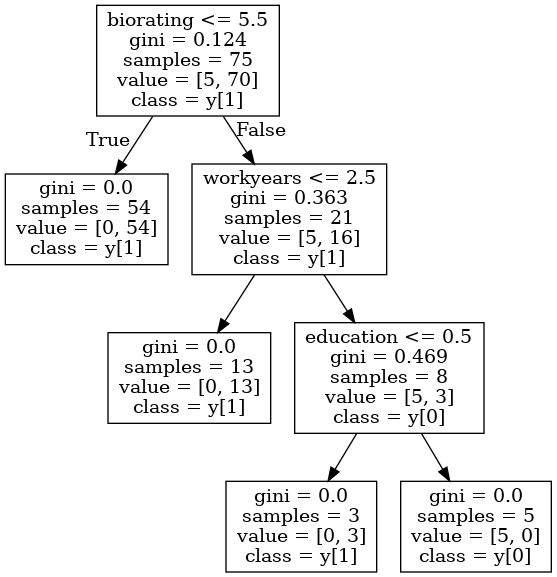 biorating <= 5.5
gini = 0.124
samples = 75
value = [5, 70]
class = y[1]
True
False
gini = 0.0
samples = 54
value = [0, 54]
class = y[1]
workyears <= 2.5
gini = 0.363
samples = 21
value = [5, 16]
class = y[1]
gini = 0.0
samples = 13
value = [0, 13]
class = y[1]
education <= 0.5
gini = 0.469
samples = 8
value = [5, 3]
class = y[0]
gini = 0.0
samples = 3
value = [0, 3]
class = y[1]
gini = 0.0
samples = 5
value = [5, 0]
class = y[0]